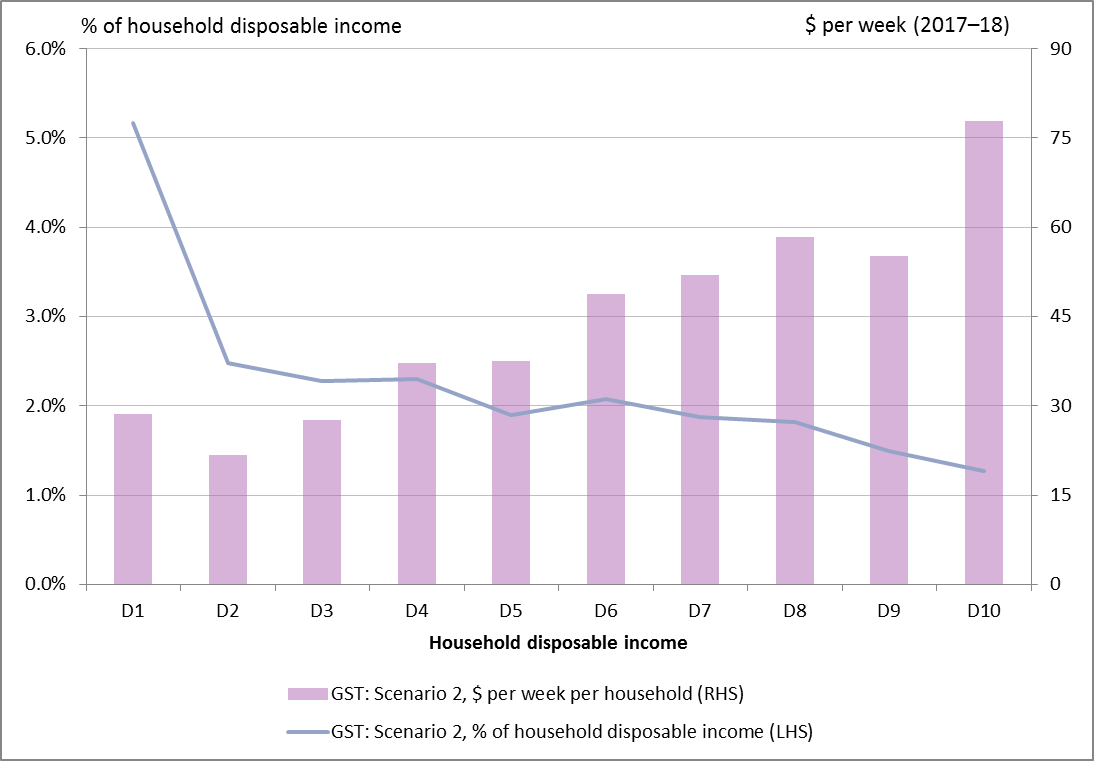 % of household disposable income
$ per week (2017–18)
6.0%
5.0%
4.0%
3.0%
2.0%
1.0%
0.0%
90
75
60
45
30
15
0
D1 D2 D3 D4 D5 D6 D7 D8 D9 D10
Household disposable income
GST: Scenario 2, $ per week per household (RHS)
GST: Scenario 2, % of household disposable income (LHS)